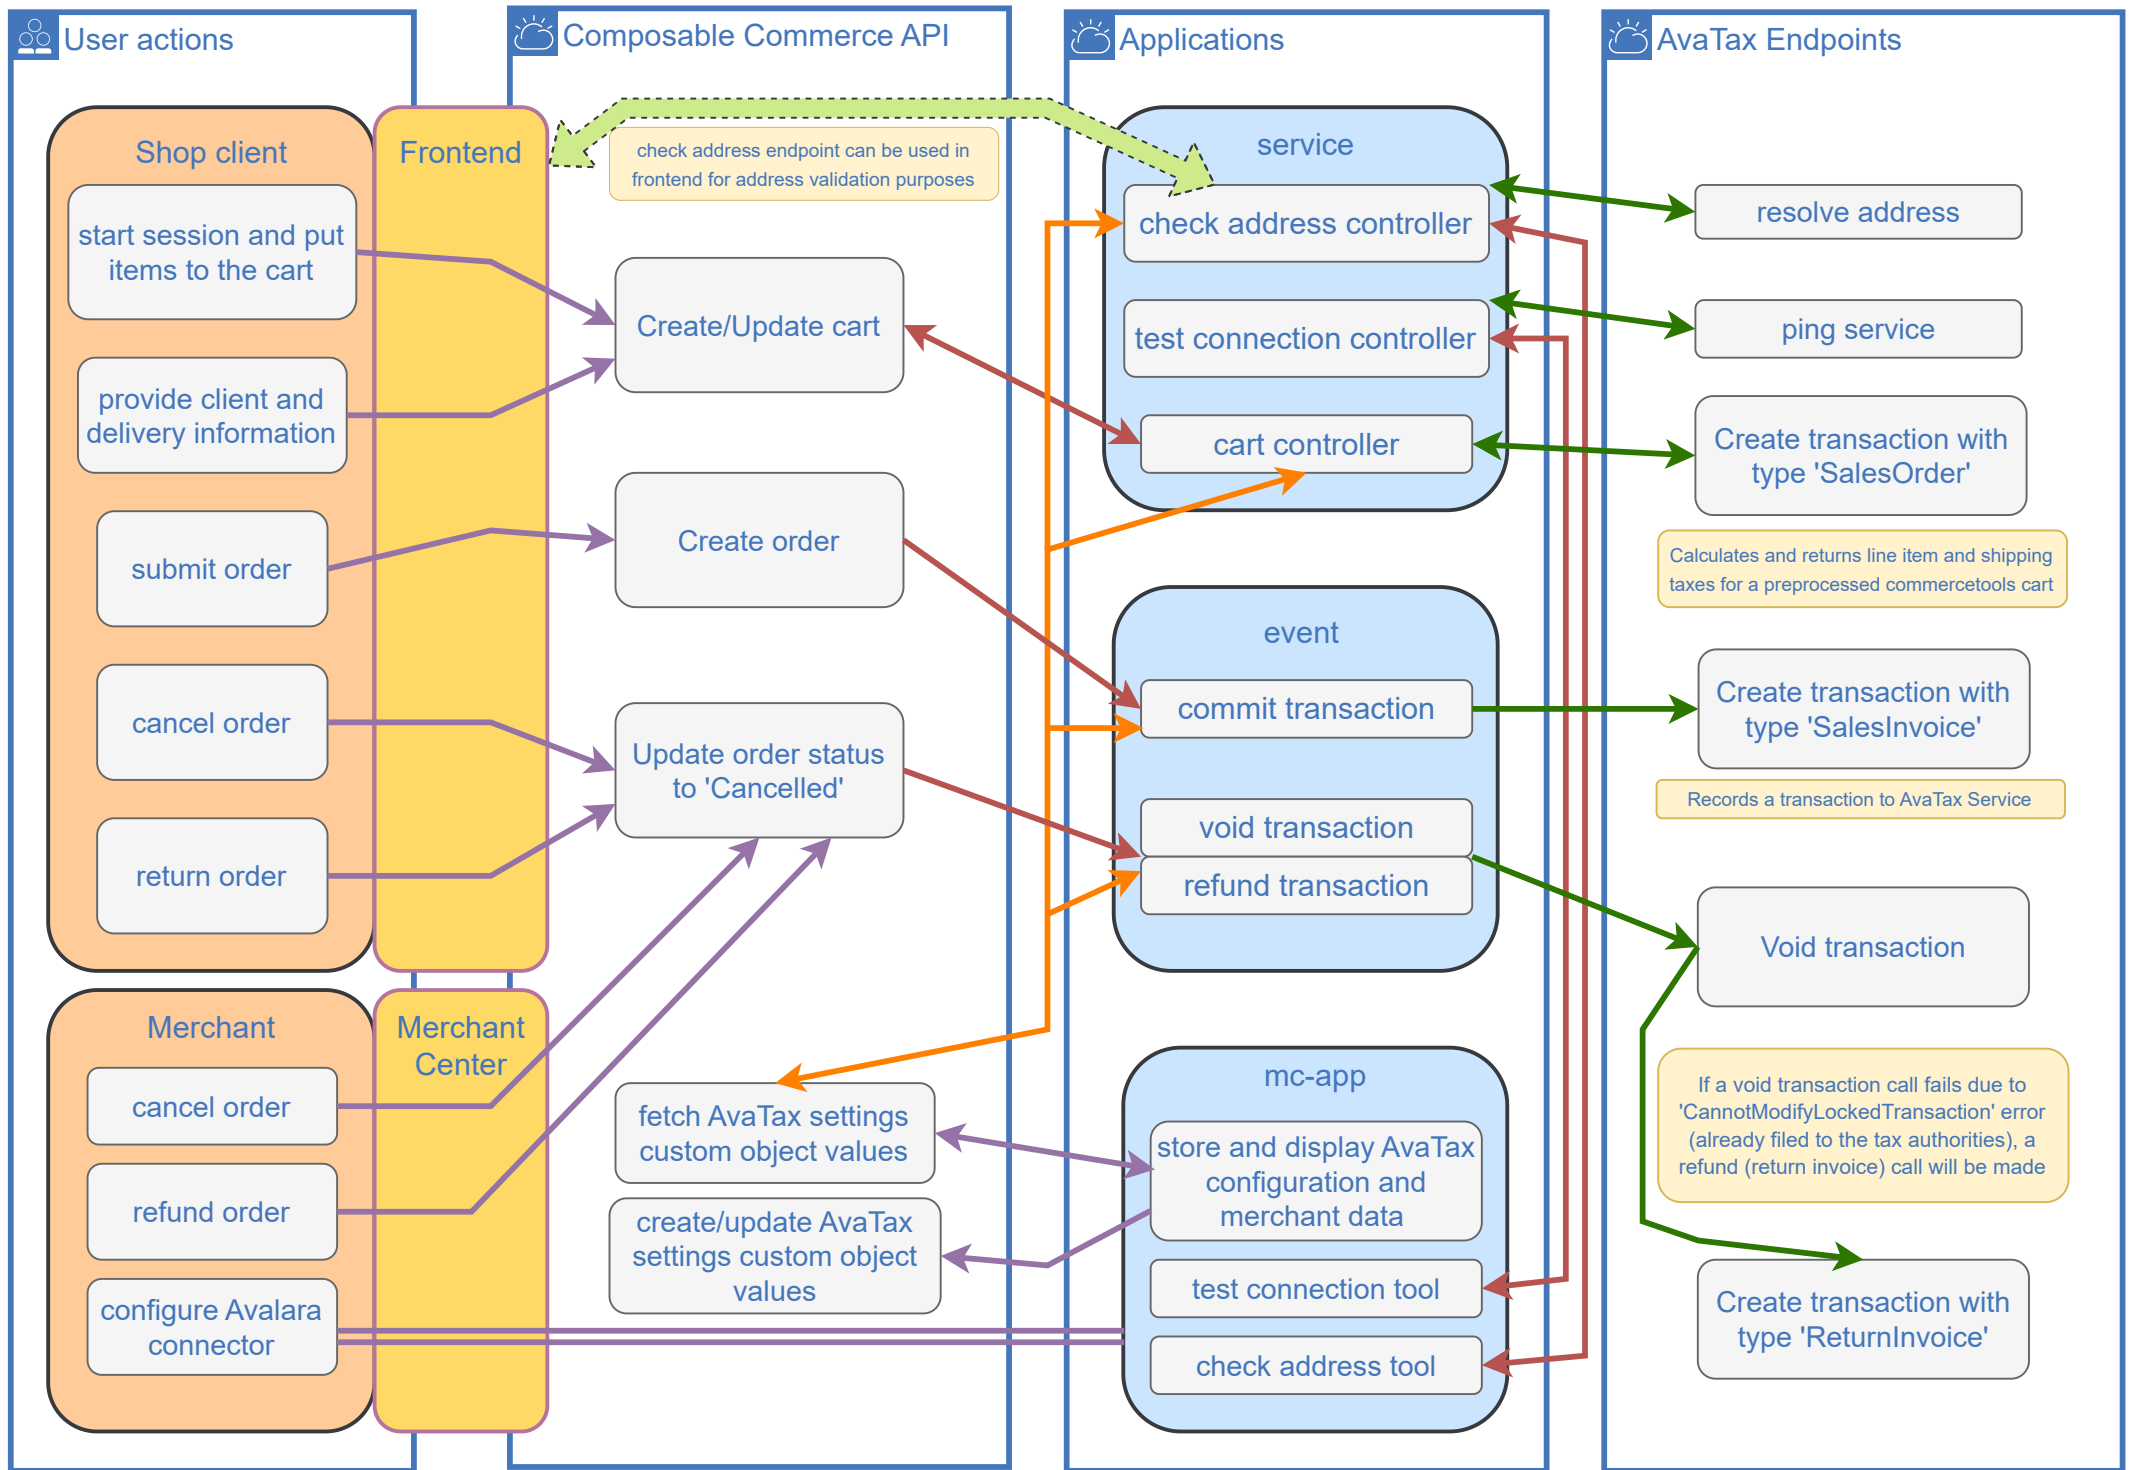 User actions
Shop client
Frontend
start session and put
items to the cart
provide client and
delivery information
submit order
cancel order
return order
Merchant
Merchant
Center
cancel order
refund order
configure Avalara
connector
Composable Commerce API
check address endpoint can be used in
frontend for address validation purposes
Create/Update cart
Create order
Update order status
to 'Cancelled'
fetch AvaTax settings
custom object values
create/update AvaTax
settings custom object
values
Applications
service
check address controller
test connection controller
cart controller
event
commit transaction
void transaction
refund transaction
mc-app
store and display AvaTax
configuration and
merchant data
test connection tool
check address tool
AvaTax Endpoints
resolve address
ping service
Create transaction with
type 'SalesOrder'
Calculates and returns line item and shipping
taxes for a preprocessed commercetools cart
Create transaction with
type 'SalesInvoice'
Records a transaction to AvaTax Service
Void transaction
If a void transaction call fails due to
'CannotModifyLockedTransaction' error
(already filed to the tax authorities), a
refund (return invoice) call will be made
Create transaction with
type 'ReturnInvoice'